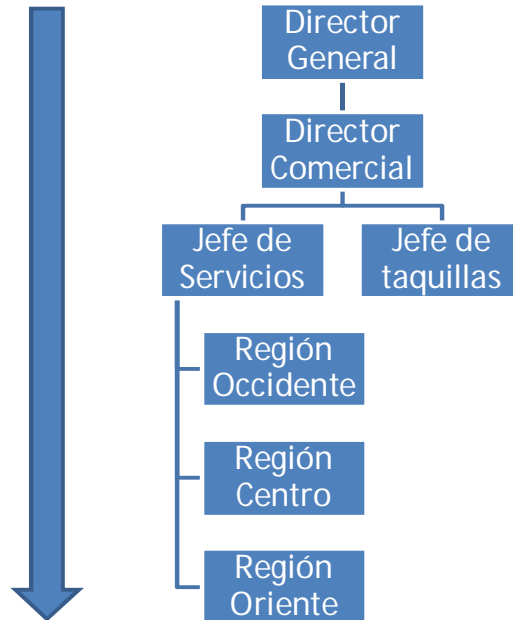 Director
General
Director
Comercial
Jefe de
Servicios
Jefe de
taquillas
Región
Occidente
Región
Centro
Región
Oriente